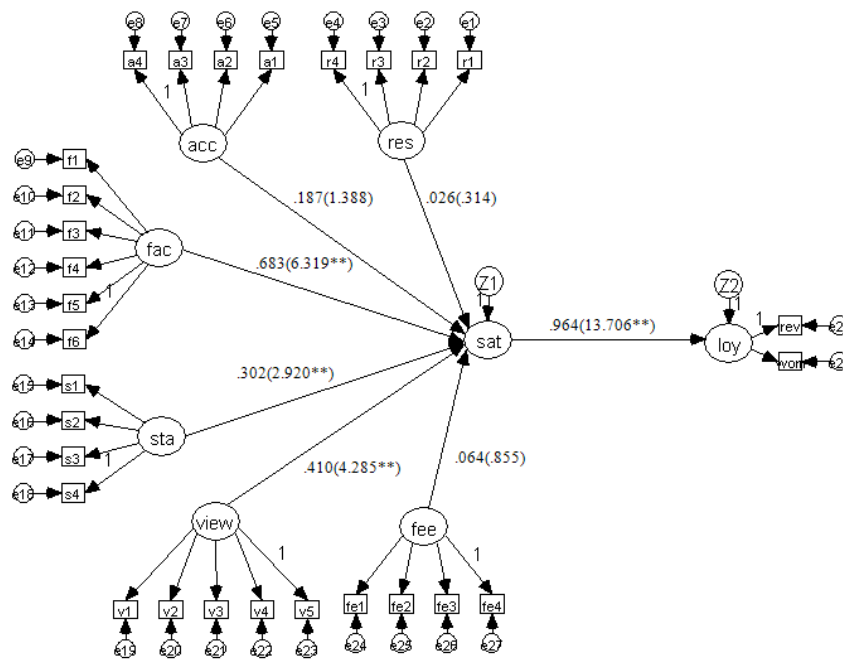 e8 e7 e6 e5 e4 e3 e2 e1
a4 a3 a2 a1 r4 r3 r2 r1
1 1
acc res
e9 f1
e10 f2
e11 f3
e12 f4
e13 f5
e14 f6
1
fac
.187(1.388)
.026(.314)
.683(6.319**)
Z1 Z2
1 1
sat .964(13.706**) loy
1
rev e2
e2
.302(2.920**)
s1
e16 s2
e17 s3
e18 s4
1
sta
.410(4.285**)
.064(.855)
view fee
1 1
v1 v2 v3 v4 v5 fe1 fe2 fe3 fe4
e19 e20 e21 e22 e23 e24 e25 e26 e27